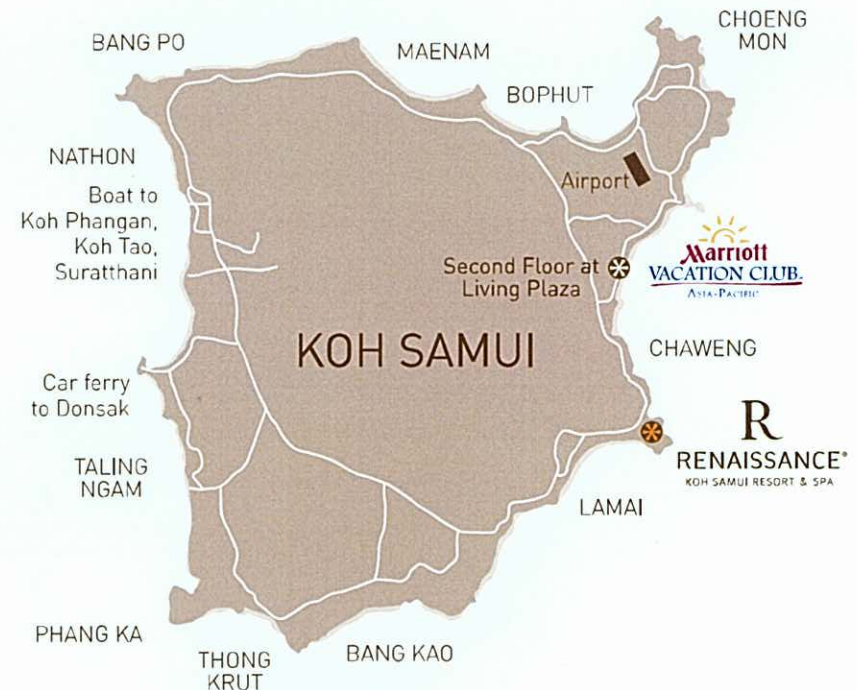 CHOENG
MON
BANG PO
MAENAM
BOPHUT
NATHON
Airport
Boat to
Koh Phangan,
Koh Tao,
Suratthani
Second Floor at
Living Plaza
Marriott
VACATION CLUB.
ASIA-PACIFIC
KOH SAMUI
CHAWENG
Car ferry
to Donsak
R
RENAISSANCE®
KOH SAMUI RESORT & SPA
TALING
NGAM
LAMAI
PHANG KA
THONG
KRUT
BANG KAO